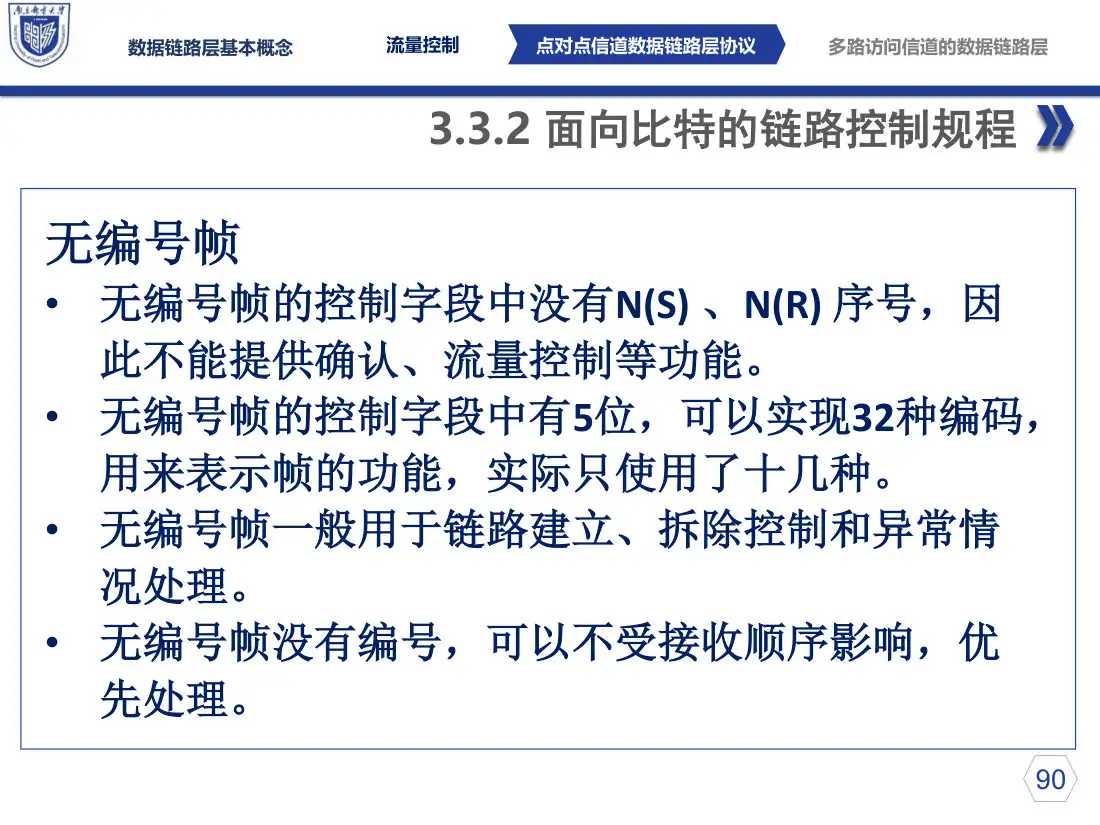 南京邮电大学
数据链路层基本概念
流量控制
点对点信道数据链路层协议
多路访问信道的数据链路层
3.3.2 面向比特的链路控制规程
无编号帧
• 无编号帧的控制字段中没有N(S) 、N(R) 序号，因
此不能提供确认、流量控制等功能。
• 无编号帧的控制字段中有5位，可以实现32种编码，
用来表示帧的功能，实际只使用了十几种。
• 无编号帧一般用于链路建立、拆除控制和异常情
况处理。
• 无编号帧没有编号，可以不受接收顺序影响，优
先处理。
90